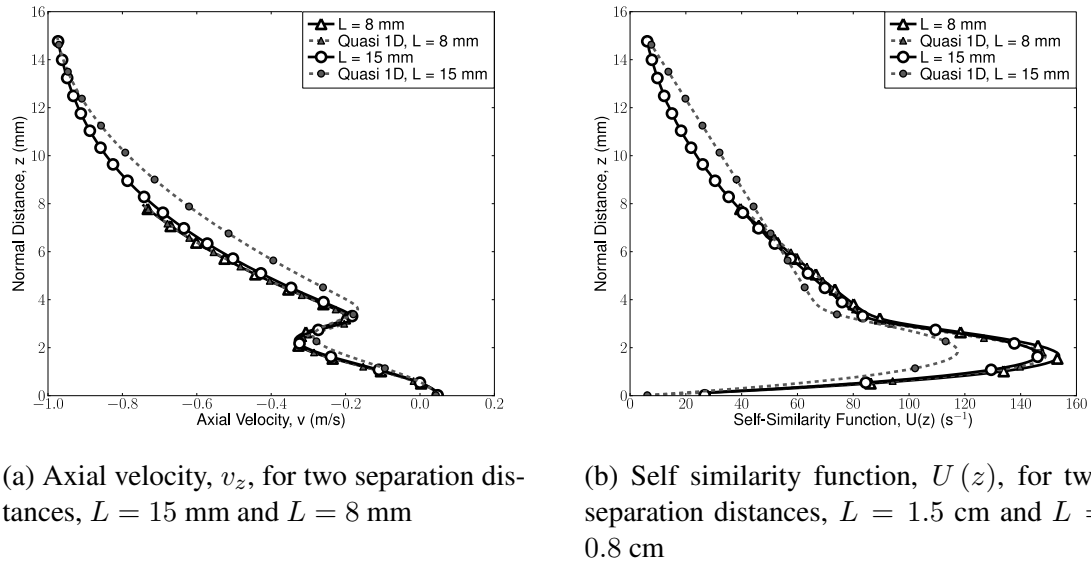 16
14
12
10
8
6
4
2
0
−1.0 −0.8 −0.6 −0.4 −0.2 0.0 0.2
Normal Distance, z (mm)
Axial Velocity, v (m/s)
L = 8 mm
Quasi 1D, L = 8 mm
L = 15 mm
Quasi 1D, L = 15 mm
(a) Axial velocity, v_z, for two separation dis-
tances, L = 15 mm and L = 8 mm
16
14
12
10
8
6
4
2
0
0 20 40 60 80 100 120 140 160
Normal Distance, z (mm)
Self-Similarity Function, U(z) (s⁻¹)
L = 8 mm
Quasi 1D, L = 8 mm
L = 15 mm
Quasi 1D, L = 15 mm
(b) Self similarity function, U (z), for two
separation distances, L = 1.5 cm and L =
0.8 cm